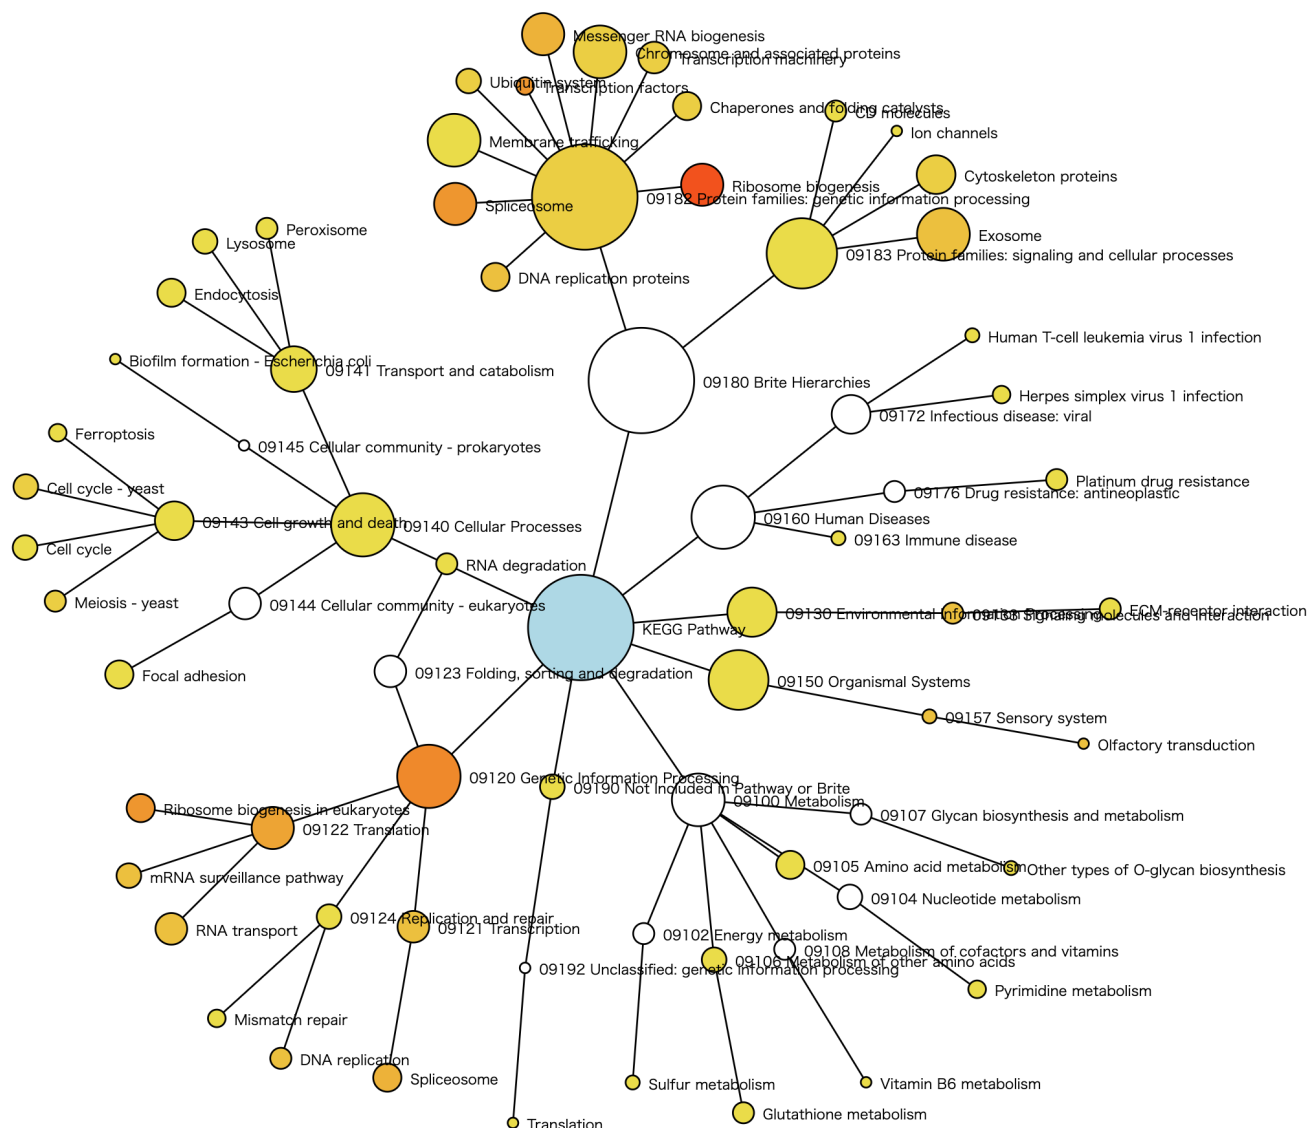 Messenger RNA biogenesis
Chromosome and associated proteins
Transcription machinery
Ubiquitin system
Transcription factors
Chaperones and folding catalysts
CD molecules
Ion channels
Membrane trafficking
Cytoskeleton proteins
Ribosome biogenesis
09182 Protein families: genetic information processing
Spliceosome
Peroxisome
Lysosome
Exosome
09183 Protein families: signaling and cellular processes
DNA replication proteins
Endocytosis
Human T-cell leukemia virus 1 infection
Biofilm formation - Escherichia coli
09141 Transport and catabolism
09180 Brite Hierarchies
Herpes simplex virus 1 infection
09172 Infectious disease: viral
Ferroptosis
09145 Cellular community - prokaryotes
Platinum drug resistance
Cell cycle - yeast
09176 Drug resistance: antineoplastic
09143 Cell growth and death
09140 Cellular Processes
09160 Human Diseases
09163 Immune disease
Cell cycle
RNA degradation
Meiosis - yeast
09144 Cellular community - eukaryotes
09130 Environmental Information Processing
09133 Signaling molecules and interaction
ECM-receptor interaction
KEGG Pathway
Focal adhesion
09123 Folding, sorting and degradation
09150 Organismal Systems
09157 Sensory system
Olfactory transduction
09120 Genetic Information Processing
09190 Not Included in Pathway or Brite
09100 Metabolism
Ribosome biogenesis in eukaryotes
09107 Glycan biosynthesis and metabolism
09122 Translation
09105 Amino acid metabolism
Other types of O-glycan biosynthesis
mRNA surveillance pathway
09104 Nucleotide metabolism
09124 Replication and repair
RNA transport
09121 Transcription
09102 Energy metabolism
09108 Metabolism of cofactors and vitamins
09106 Metabolism of other amino acids
09192 Unclassified: genetic information processing
Pyrimidine metabolism
Mismatch repair
DNA replication
Spliceosome
Sulfur metabolism
Vitamin B6 metabolism
Glutathione metabolism
Translation